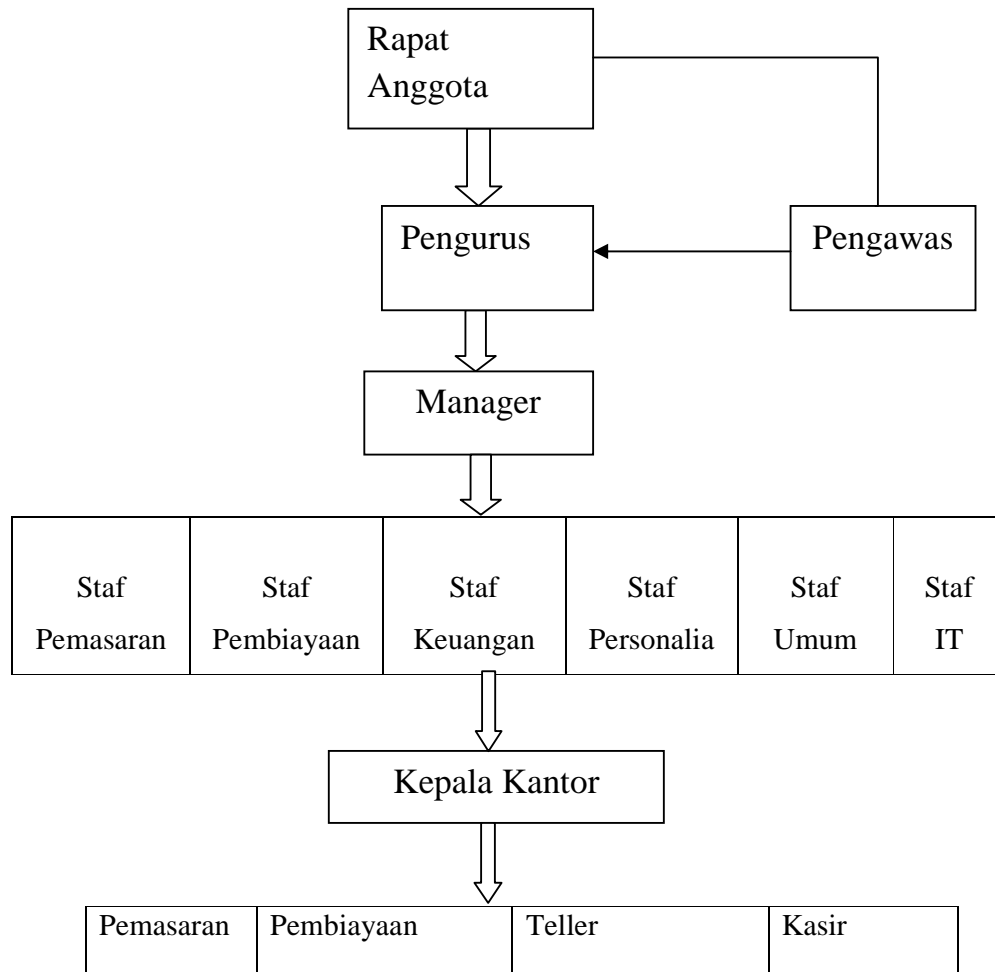 Rapat
Anggota
Pengurus
Pengawas
Manager
Staf
Pemasaran
Staf
Pembiayaan
Staf
Keuangan
Staf
Personalia
Staf
Umum
Staf
IT
Kepala Kantor
Pemasaran
Pembiayaan
Teller
Kasir